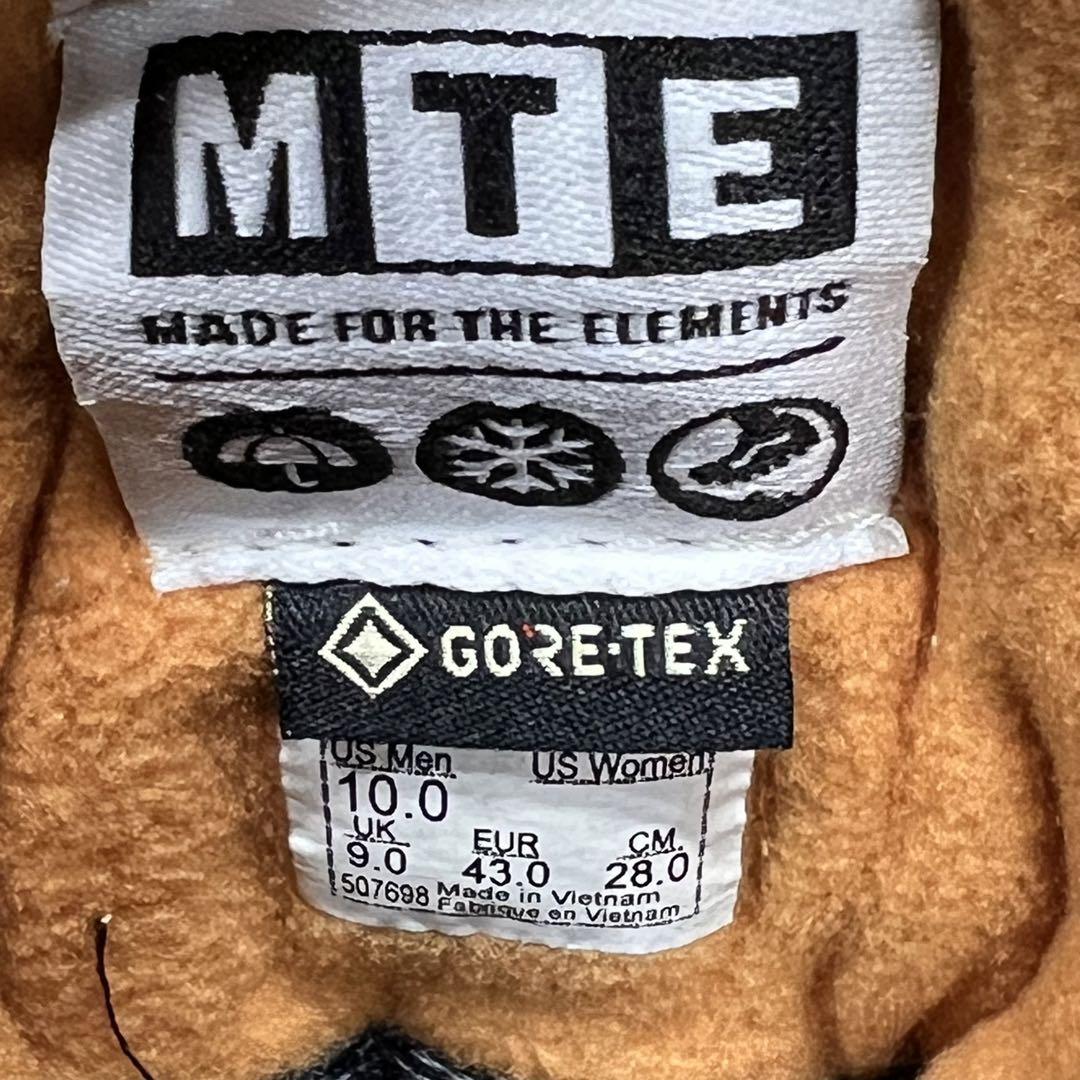 MTE
MADE FOR THE ELEMENTS
GORE-TEX
US Men US Women
10.0
UK EUR CM.
9.0 43.0 28.0
507698 Made in Vietnam
Fabrique en Vietnam